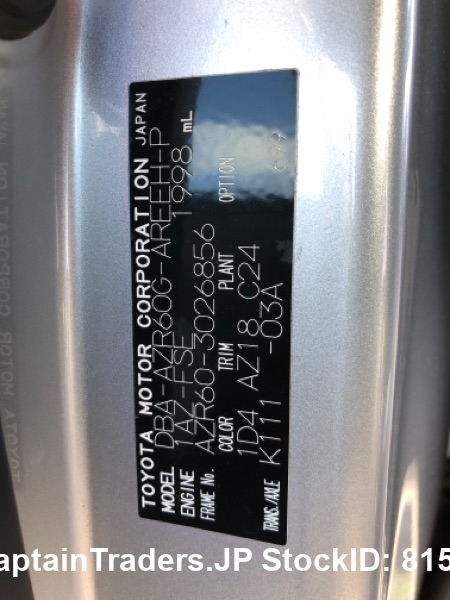 TOYOTA MOTOR CORPORATION JAPAN
MODEL DBA-AZR60G-AREEH-P
ENGINE 1AZ-FSE 1998 mL
FRAME No. AZR60-3026856
COLOR TRIM PLANT OPTION
1D4 AZ18 C24
TRANS./AXLE K111 -03A
aptainTraders.JP StockID: 815